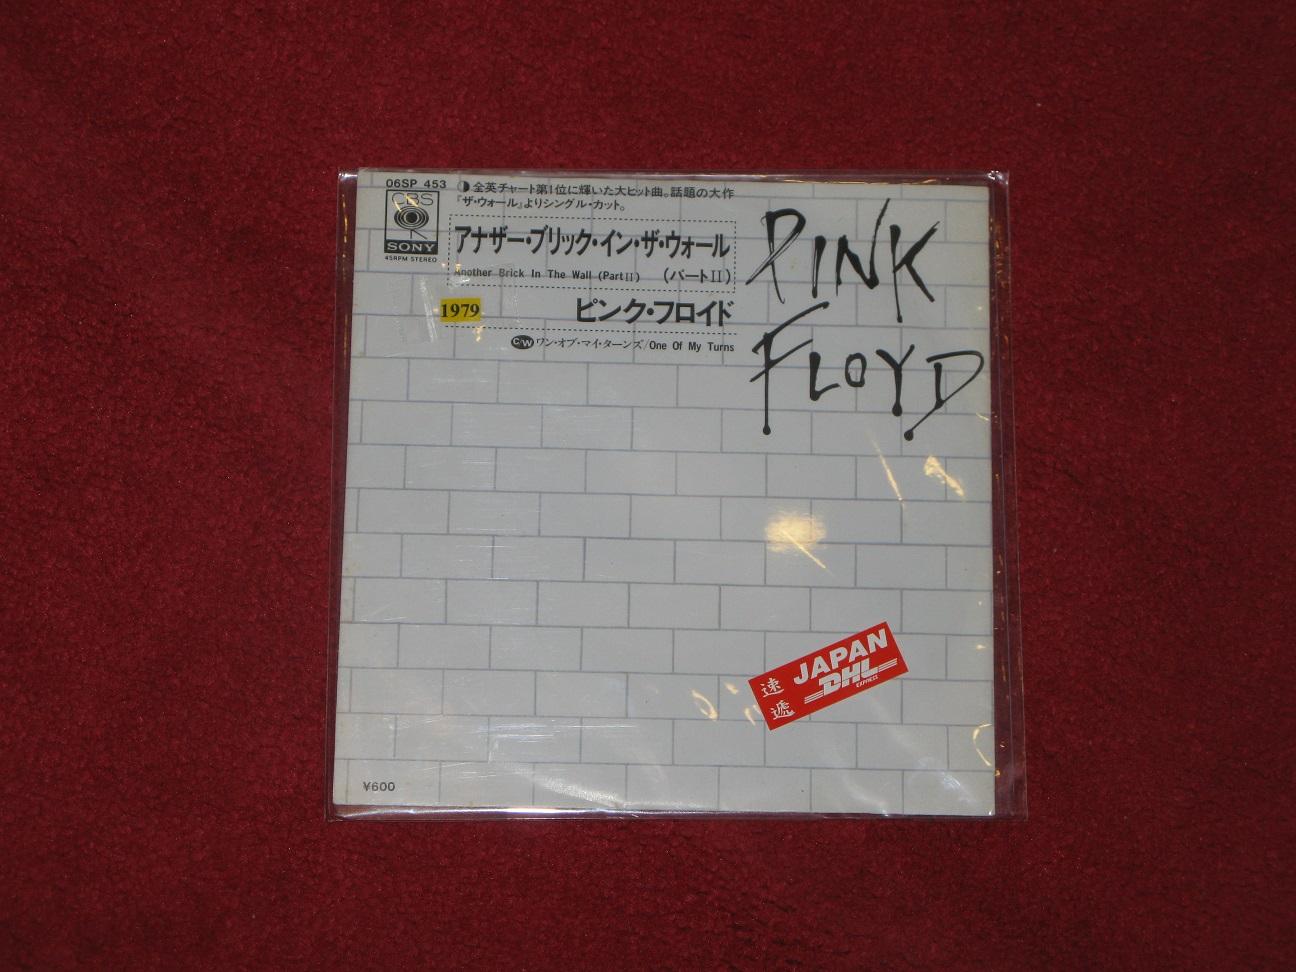 06SP 453
CBS
SONY
45RPM STEREO
◗全英チャート第1位に輝いた大ヒット曲。話題の大作
『ザ・ウォール』よりシングル・カット。
アナザー・ブリック・イン・ザ・ウォール
Another Brick In The Wall (Part II) (パートII)
1979
ピンク・フロイド
C/W ワン・オブ・マイ・ターンズ/One Of My Turns
PINK
FLOYD
速遞
JAPAN
DHL
EXPRESS
¥600